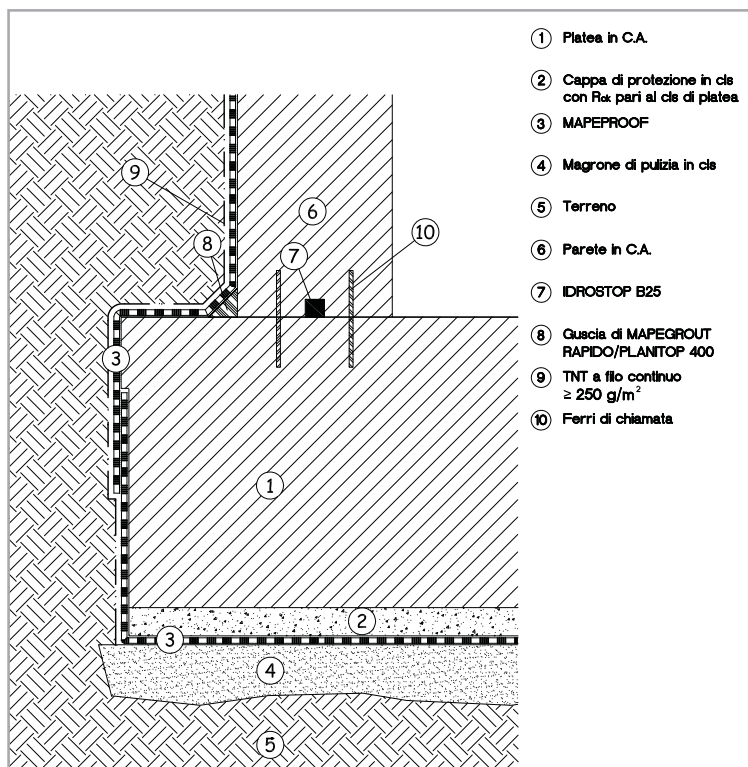 1 Platea in C.A.
2 Cappa di protezione in cls
con Rck pari al cls di platea
3 MAPEPROOF
4 Magrone di pulizia in cls
5 Terreno
6 Parete in C.A.
7 IDROSTOP B25
8 Guscia di MAPEGROUT
RAPIDO/PLANITOP 400
9 TNT a filo continuo
≥ 250 g/m²
10 Ferri di chiamata
9
6
8
7
10
3
1
2
3
4
5